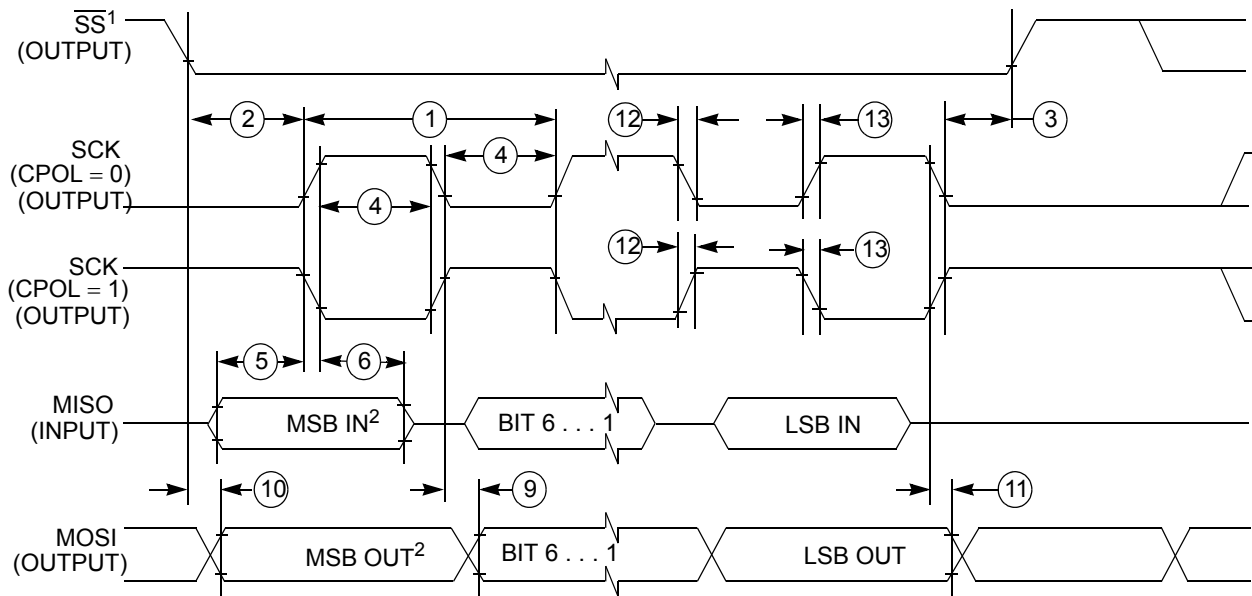 SS¹
(OUTPUT)
2
1
12
13
3
SCK
(CPOL = 0)
(OUTPUT)
4
4
SCK
(CPOL = 1)
(OUTPUT)
12
13
5
6
MISO
(INPUT)
MSB IN²
BIT 6 . . . 1
LSB IN
10
9
11
MOSI
(OUTPUT)
MSB OUT²
BIT 6 . . . 1
LSB OUT